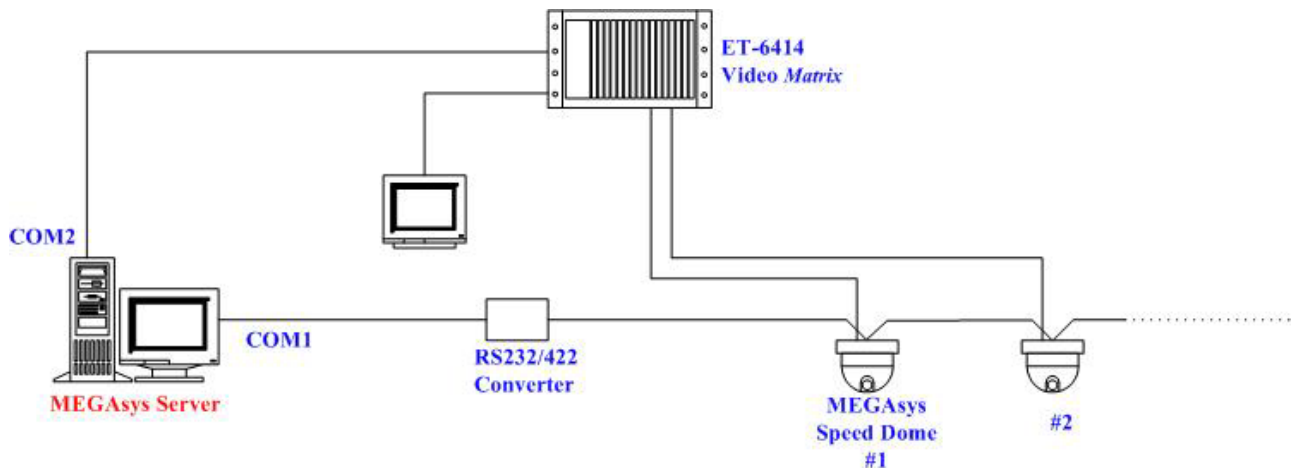 ET-6414
Video Matrix
COM2
COM1
RS232/422
Converter
MEGAsys Server
MEGAsys
Speed Dome
#1
#2